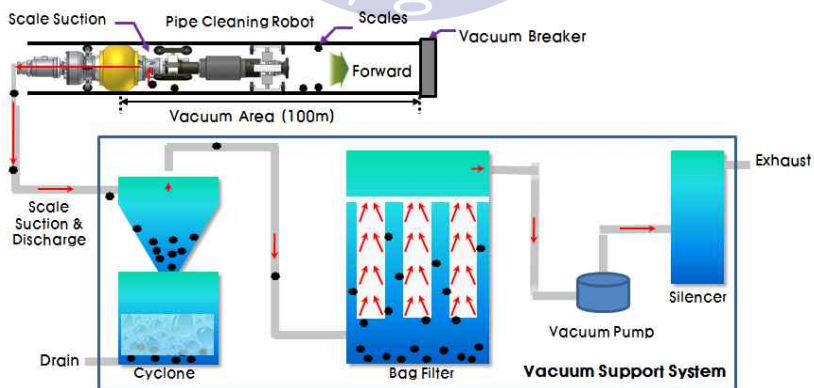 Scale Suction
Pipe Cleaning Robot
Scales
Vacuum Breaker
Forward
Vacuum Area (100m)
Exhaust
Scale
Suction &
Discharge
Silencer
Vacuum Pump
Drain
Cyclone
Bag Filter
Vacuum Support System